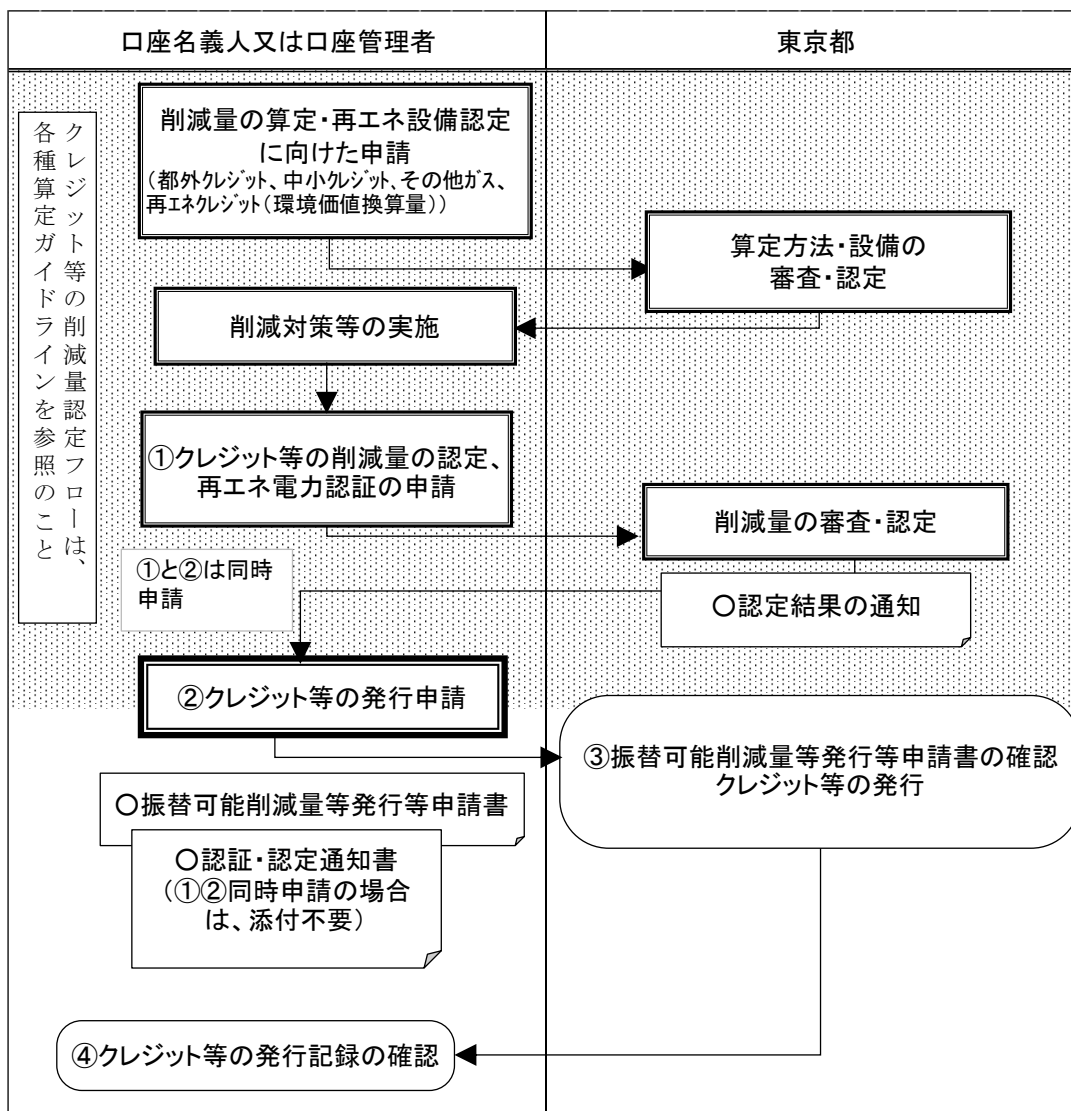 口座名義人又は口座管理者
東京都
クレジット等の削減量認定フローは、
各種算定ガイドラインを参照のこと
削減量の算定・再エネ設備認定
に向けた申請
（都外ｸﾚｼﾞｯﾄ、中小ｸﾚｼﾞｯﾄ、その他ｶﾞｽ、
再エネｸﾚｼﾞｯﾄ（環境価値換算量））
算定方法・設備の
審査・認定
削減対策等の実施
①クレジット等の削減量の認定、
再エネ電力認証の申請
削減量の審査・認定
①と②は同時
申請
○認定結果の通知
②クレジット等の発行申請
③振替可能削減量等発行等申請書の確認
クレジット等の発行
○振替可能削減量等発行等申請書
○認証・認定通知書
（①②同時申請の場合
は、添付不要）
④クレジット等の発行記録の確認